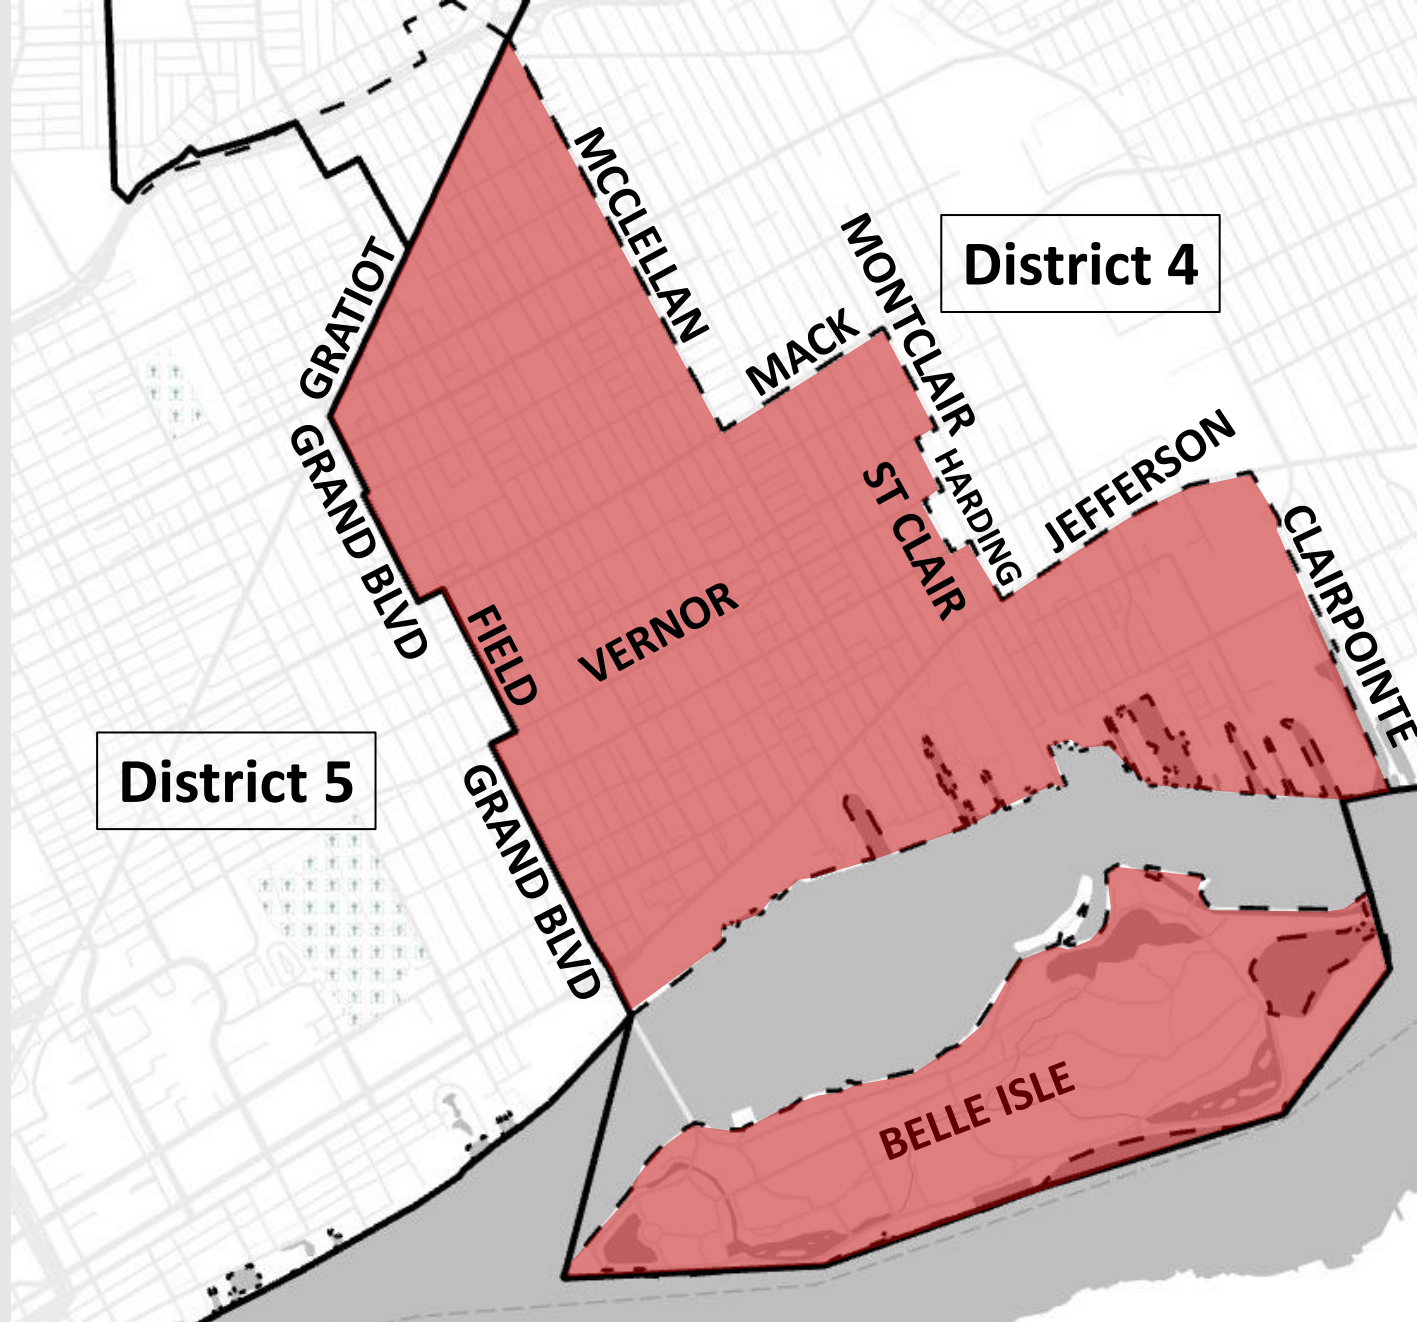 MCCLELLAN
MONTCLAIR
District 4
GRATIOT
MACK
GRAND BLVD
JEFFERSON
HARDING
ST CLAIR
CLAIRPOINTE
FIELD
VERNOR
District 5
GRAND BLVD
BELLE ISLE